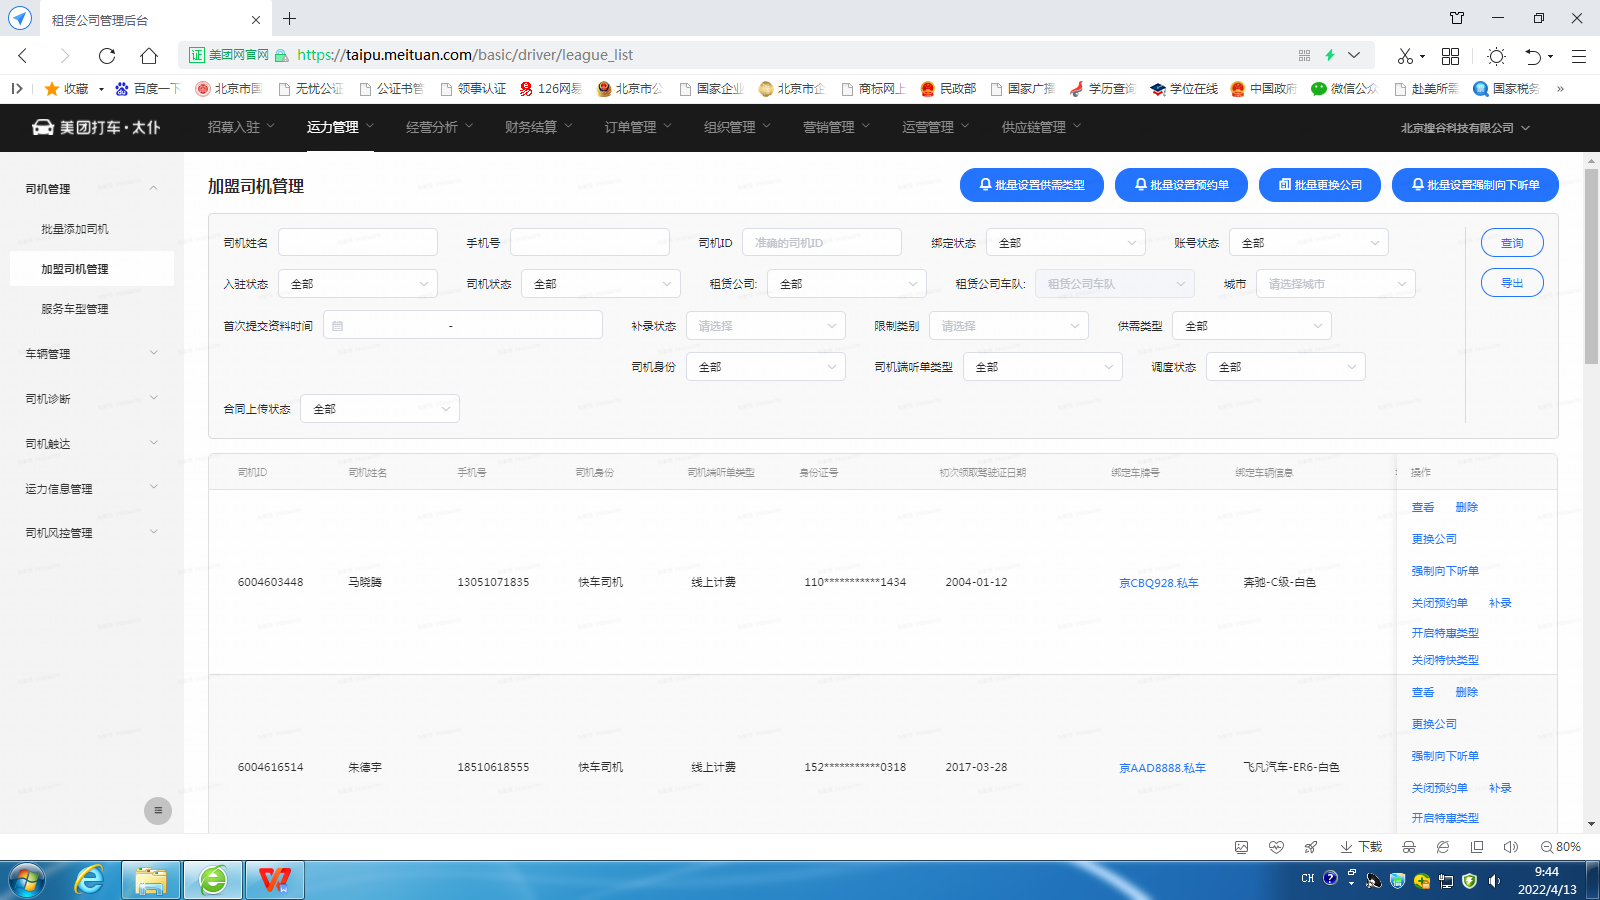 租赁公司管理后台
证 美团网官网 https://taipu.meituan.com/basic/driver/league_list
收藏 百度一下 北京市国 无忧公证 公证书管 领事认证 126网易 北京市公 国家企业 北京市企 商标网上 民政部 国家广播 学历查询 学位在线 中国政府 微信公众 赴美所需 国家税务 »
美团打车·太仆 招募入驻 运力管理 经营分析 财务结算 订单管理 组织管理 营销管理 运营管理 供应链管理 北京搜谷科技有限公司
司机管理
批量添加司机
加盟司机管理
服务车型管理
车辆管理
司机诊断
司机触达
运力信息管理
司机风控管理
加盟司机管理 批量设置供需类型 批量设置预约单 批量更换公司 批量设置强制向下听单
司机姓名 手机号 司机ID 准确的司机ID 绑定状态 全部 账号状态 全部 查询
入驻状态 全部 司机状态 全部 租赁公司: 全部 租赁公司车队: 租赁公司车队 城市 请选择城市 导出
首次提交资料时间 - 补录状态 请选择 限制类别 请选择 供需类型 全部
司机身份 全部 司机端听单类型 全部 调度状态 全部
合同上传状态 全部
司机ID 司机姓名 手机号 司机身份 司机端听单类型 身份证号 初次领取驾驶证日期 绑定车牌号 绑定车辆信息 操作
查看 删除
更换公司
强制向下听单
6004603448 马晓腾 13051071835 快车司机 线上计费 110***********1434 2004-01-12 京CBQ928.私车 奔驰-C级-白色
关闭预约单 补录
开启特惠类型
关闭特快类型
查看 删除
更换公司
强制向下听单
6004616514 朱德宇 18510618555 快车司机 线上计费 152***********0318 2017-03-28 京AAD8888.私车 飞凡汽车-ER6-白色
关闭预约单 补录
开启特惠类型
下载 80%
CH 9:44
2022/4/13